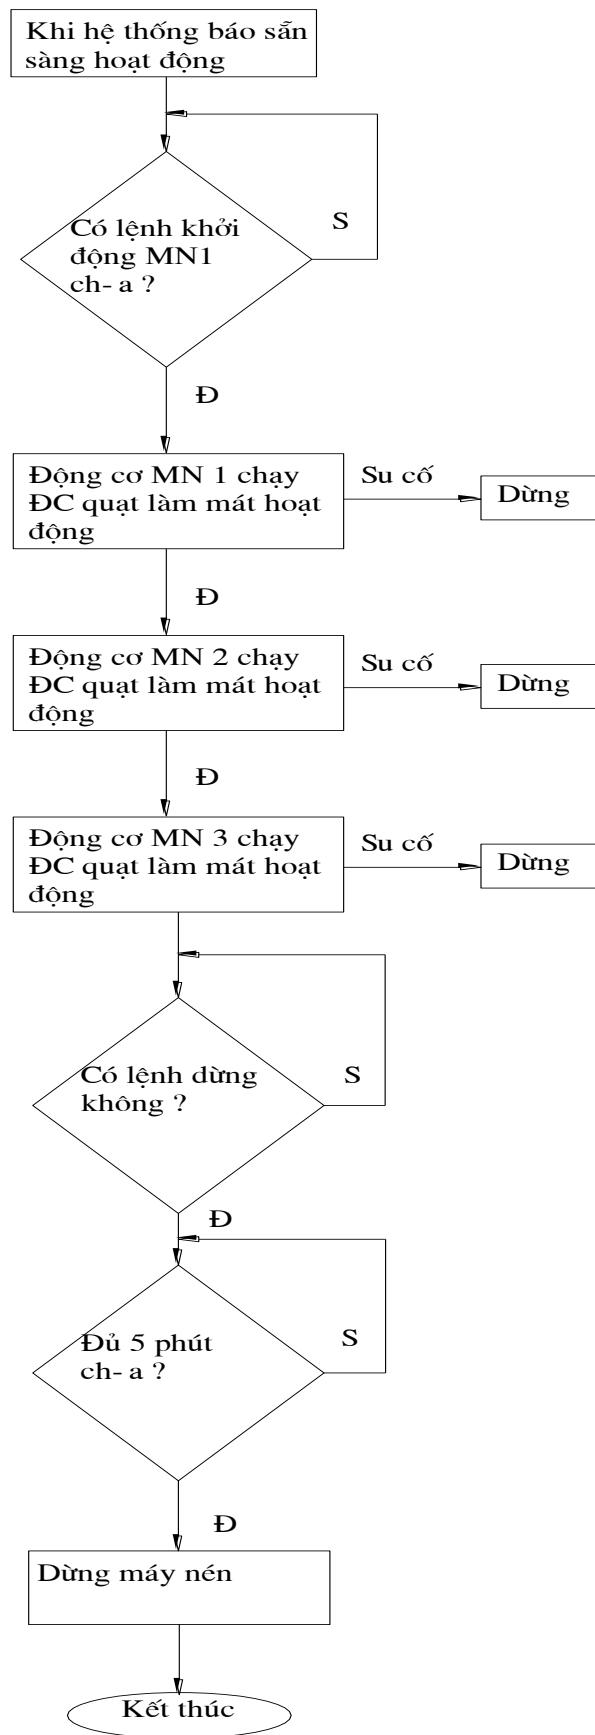 Khi hệ thống báo sẵn
sàng hoạt động
Có lệnh khởi
động MN1
ch- a ?
S
Đ
Động cơ MN 1 chạy
ĐC quạt làm mát hoạt
động
Su cố
Dừng
Đ
Động cơ MN 2 chạy
ĐC quạt làm mát hoạt
động
Su cố
Dừng
Đ
Động cơ MN 3 chạy
ĐC quạt làm mát hoạt
động
Su cố
Dừng
Có lệnh dừng
không ?
S
Đ
Đủ 5 phút
ch- a ?
S
Đ
Dừng máy nén
Kết thúc